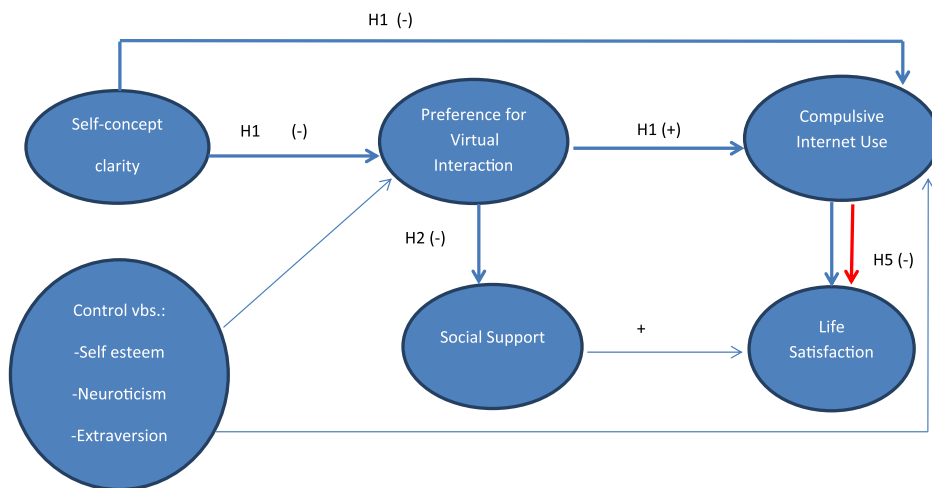 H1 (-)
Self-concept
clarity
H1 (-)
Preference for
Virtual
Interaction
H1 (+)
Compulsive
Internet Use
H2 (-)
H5 (-)
Control vbs.:
-Self esteem
-Neuroticism
-Extraversion
Social Support
+
Life
Satisfaction